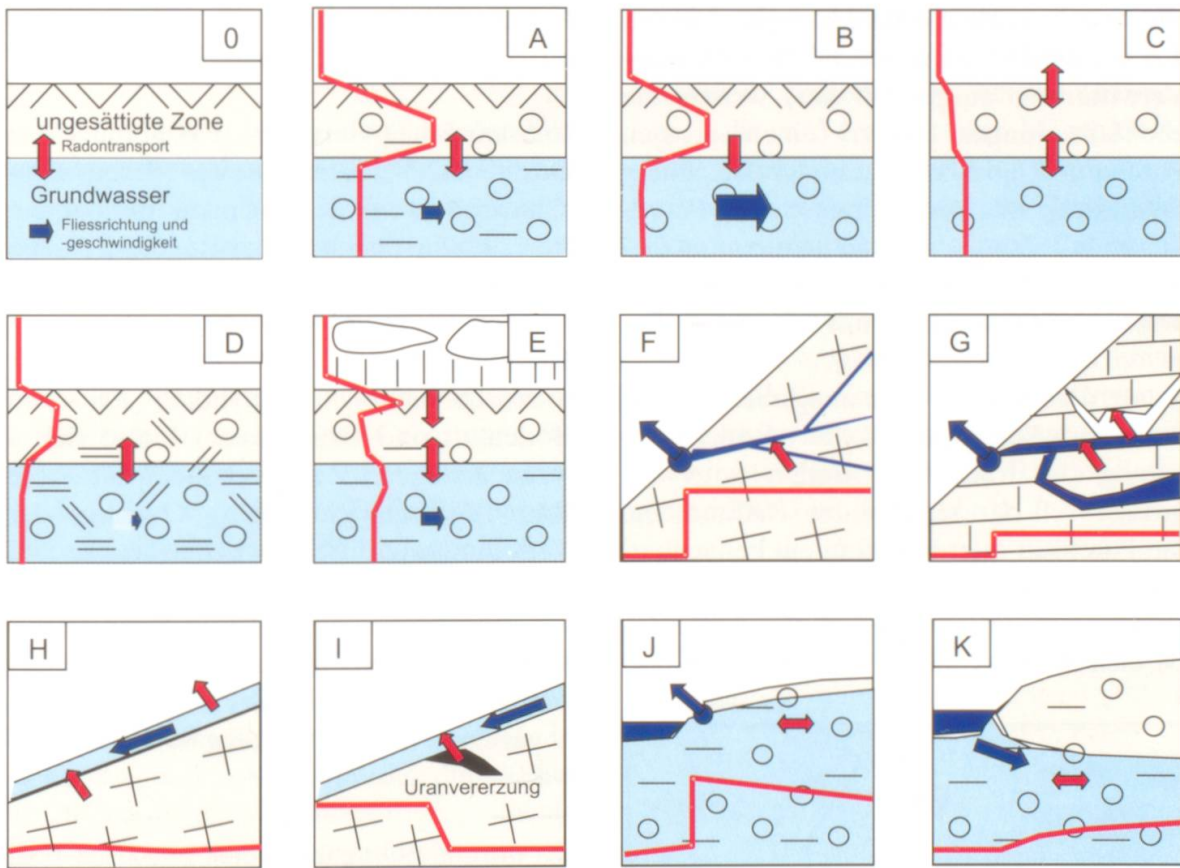 0
ungesättigte Zone
Radontransport
Grundwasser
Fliessrichtung und
-geschwindigkeit
A
B
C
D
E
F
G
H
I
Uranvererzung
J
K